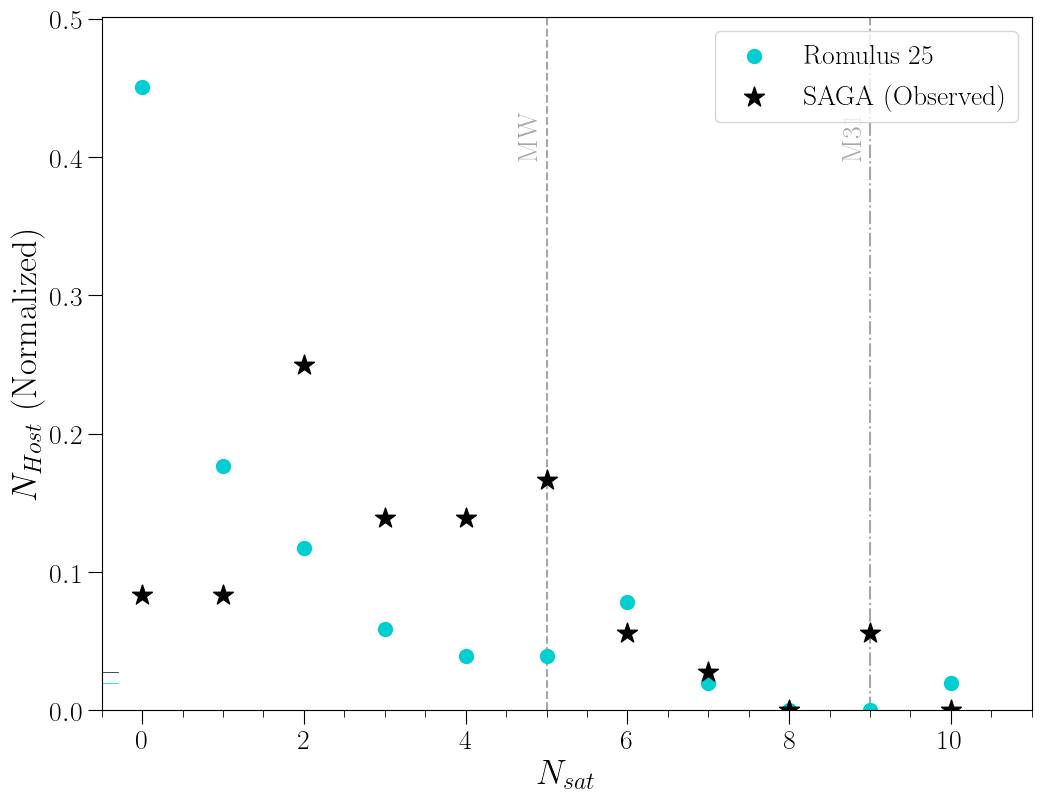 0.5
0.4
0.3
0.2
0.1
0.0
N_Host (Normalized)
MW
M31
Romulus 25
SAGA (Observed)
0 2 4 6 8 10
N_sat